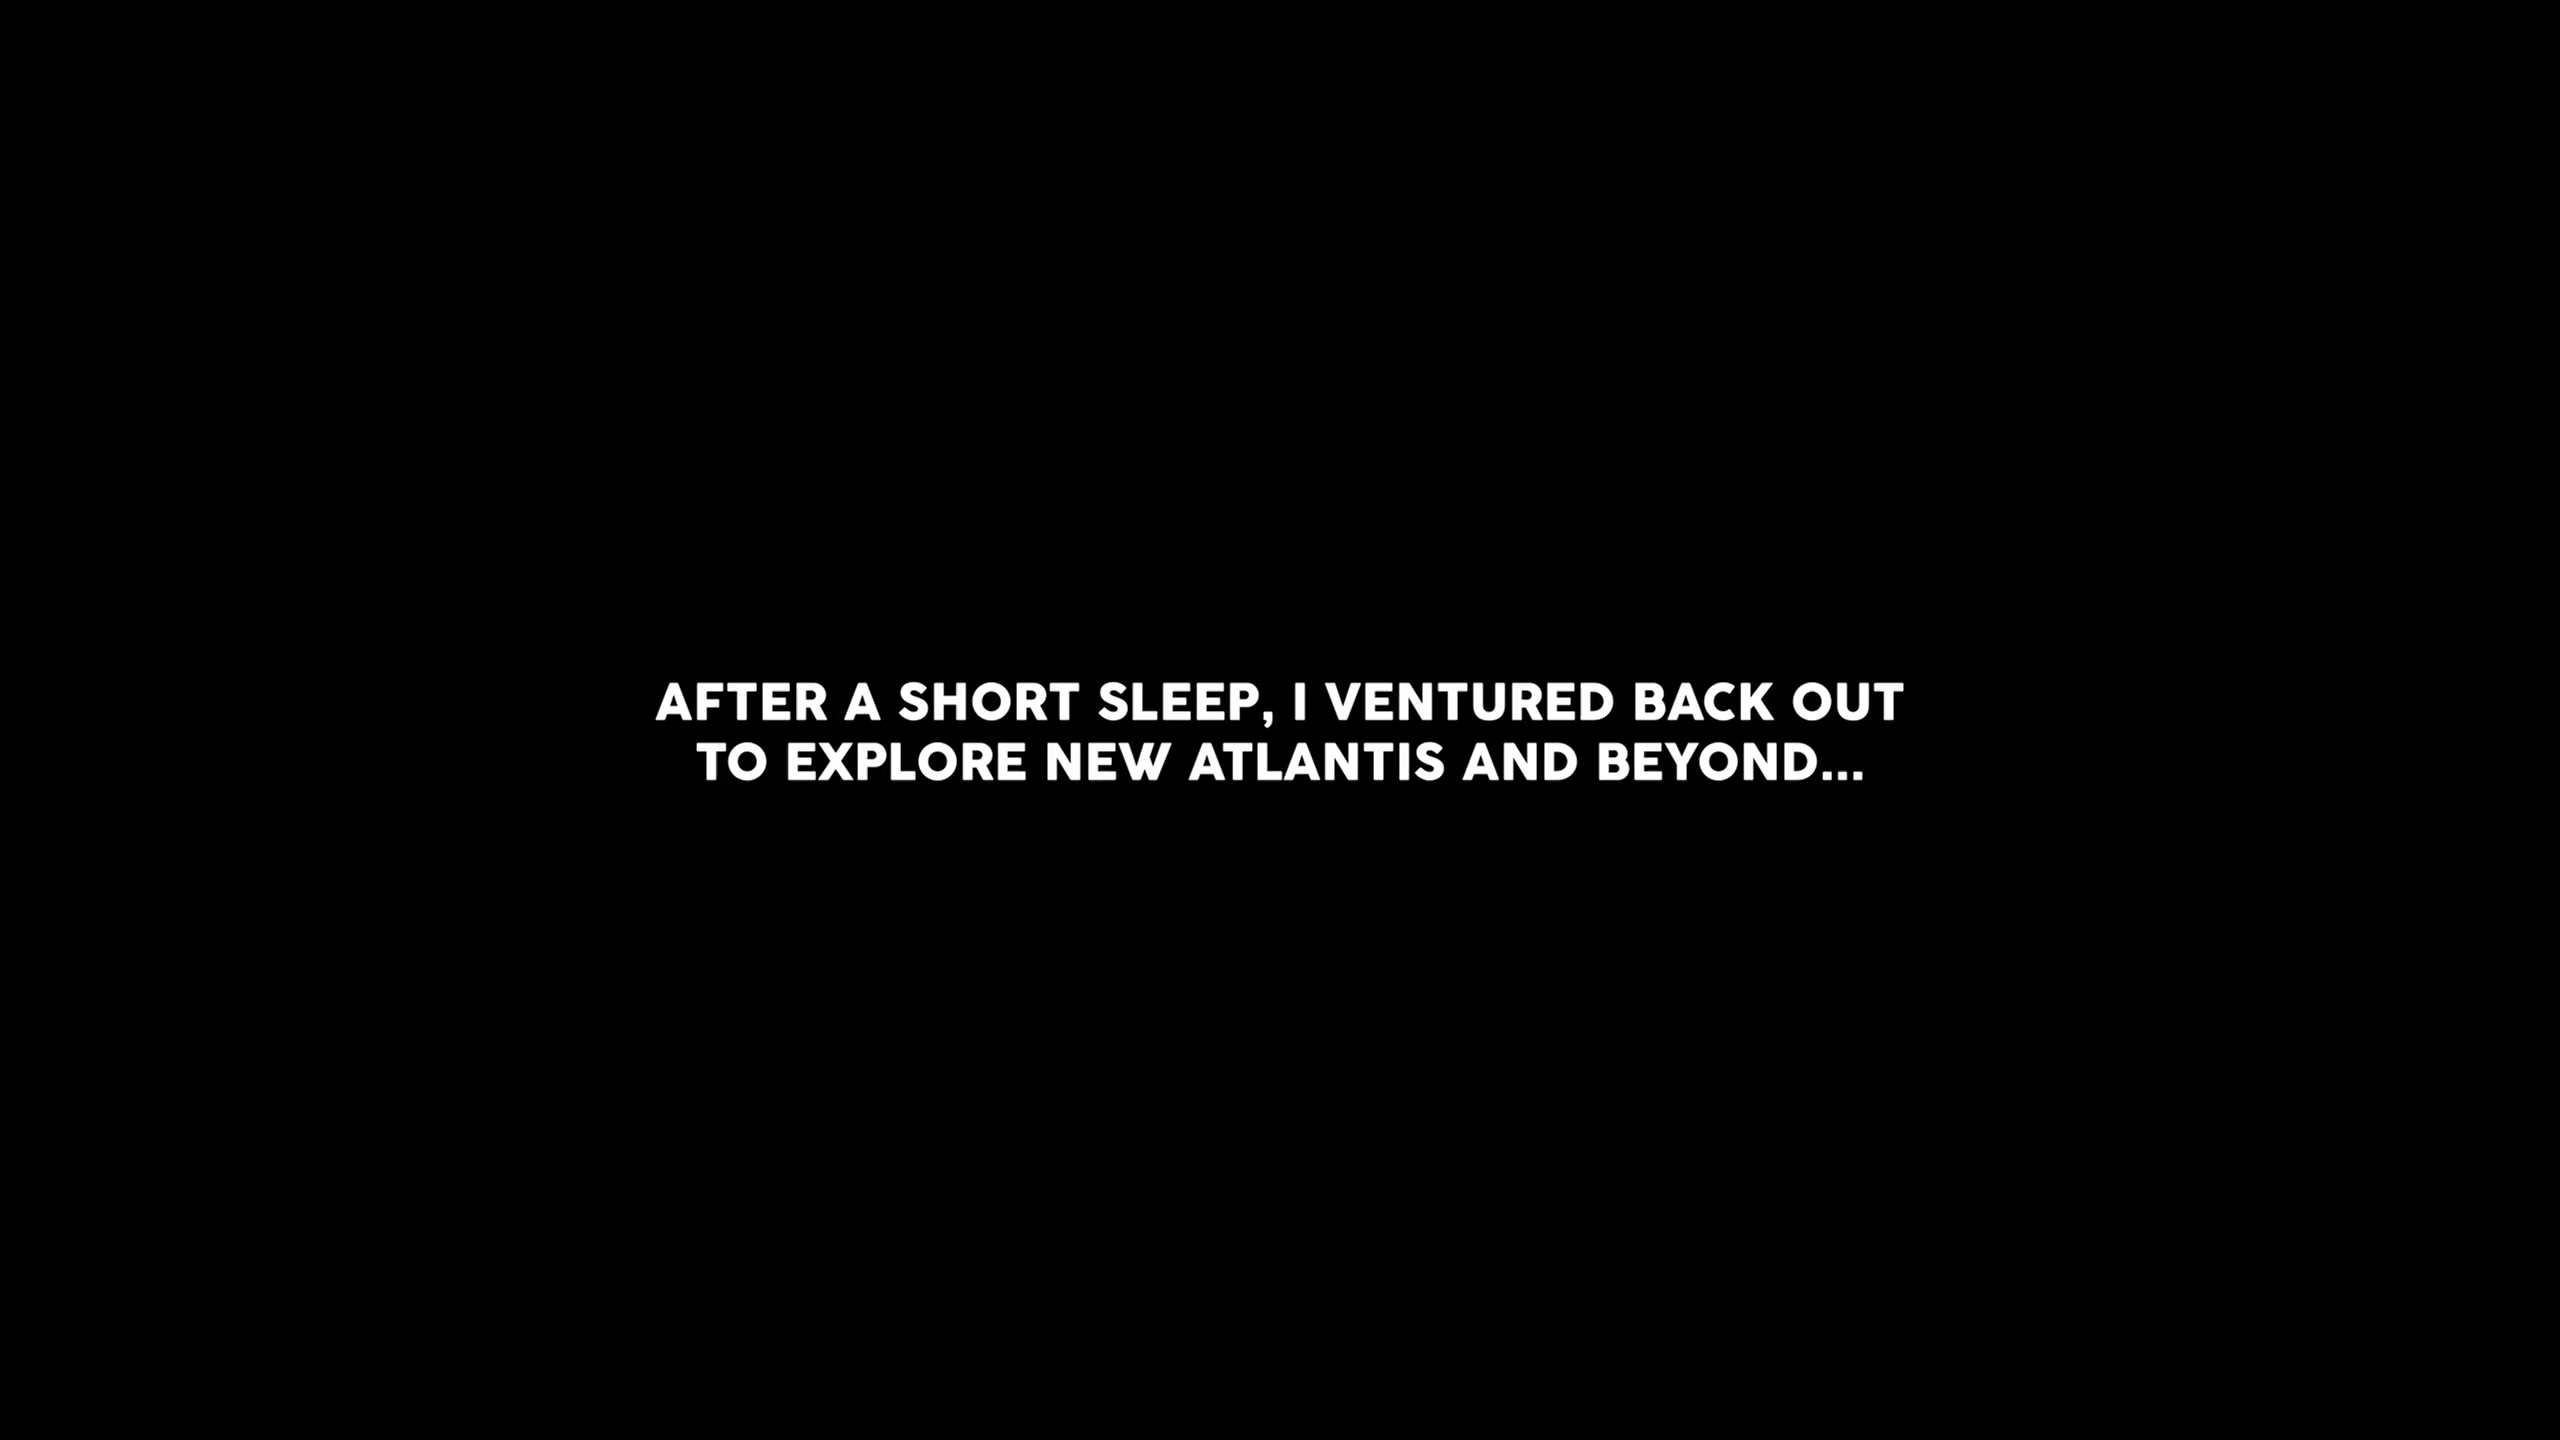 AFTER A SHORT SLEEP, I VENTURED BACK OUT
TO EXPLORE NEW ATLANTIS AND BEYOND...